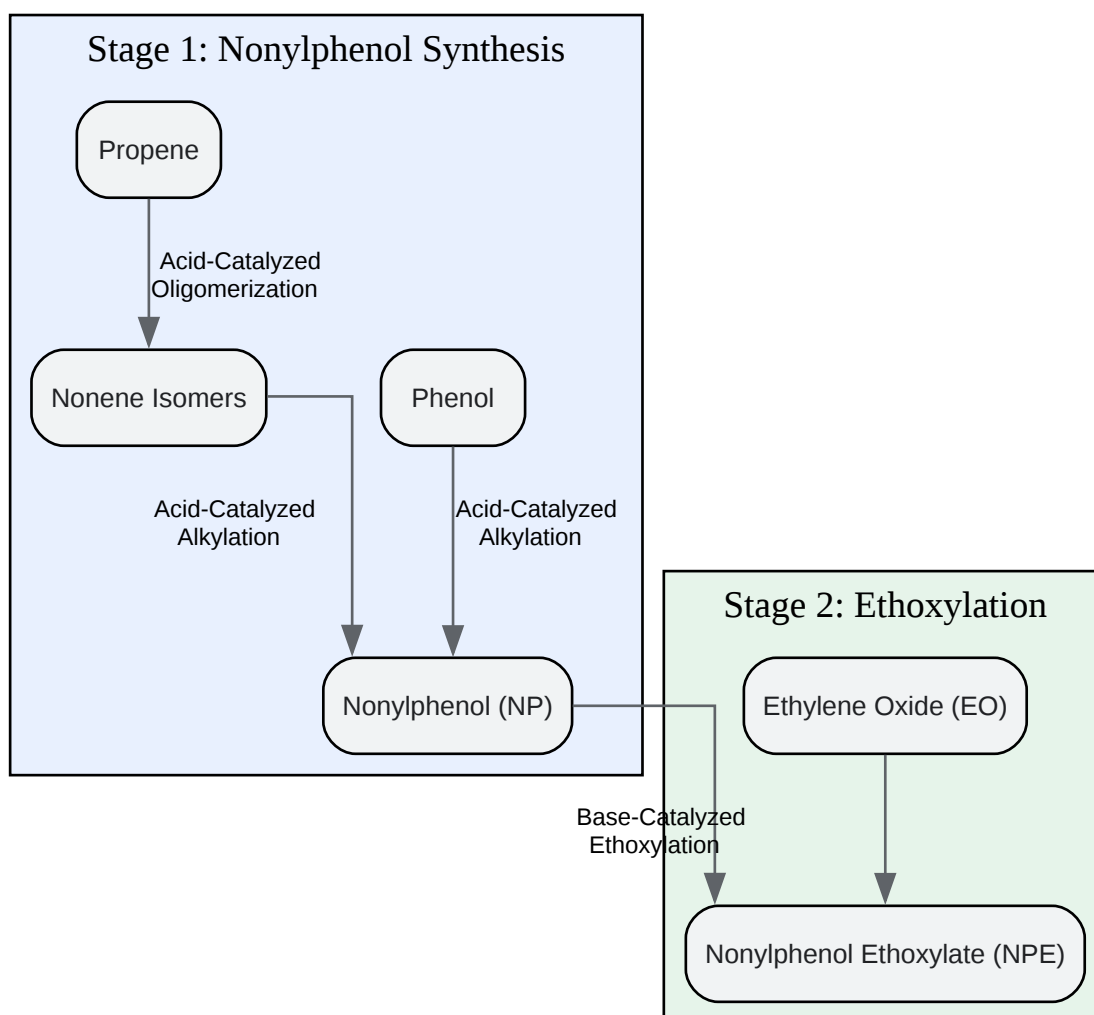 Stage 1: Nonylphenol Synthesis
Propene
Acid-Catalyzed
Oligomerization
Nonene Isomers
Phenol
Acid-Catalyzed
Alkylation
Acid-Catalyzed
Alkylation
Nonylphenol (NP)
Stage 2: Ethoxylation
Ethylene Oxide (EO)
Base-Catalyzed
Ethoxylation
Nonylphenol Ethoxylate (NPE)